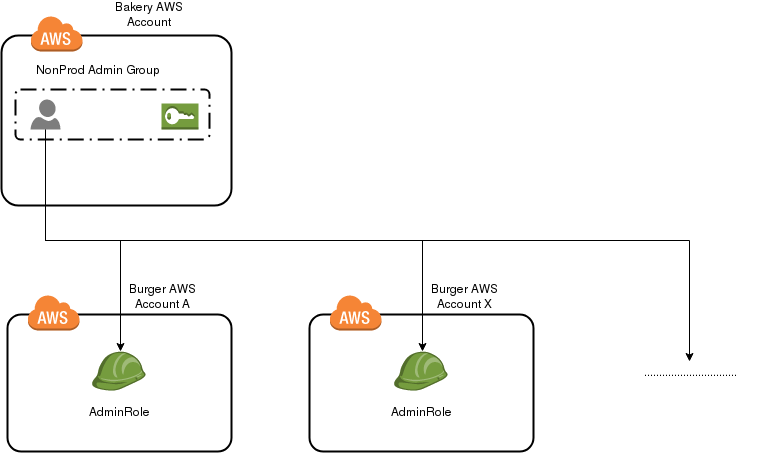 Bakery AWS
Account
AWS
NonProd Admin Group
Burger AWS
Account A
AWS
AdminRole
Burger AWS
Account X
AWS
AdminRole